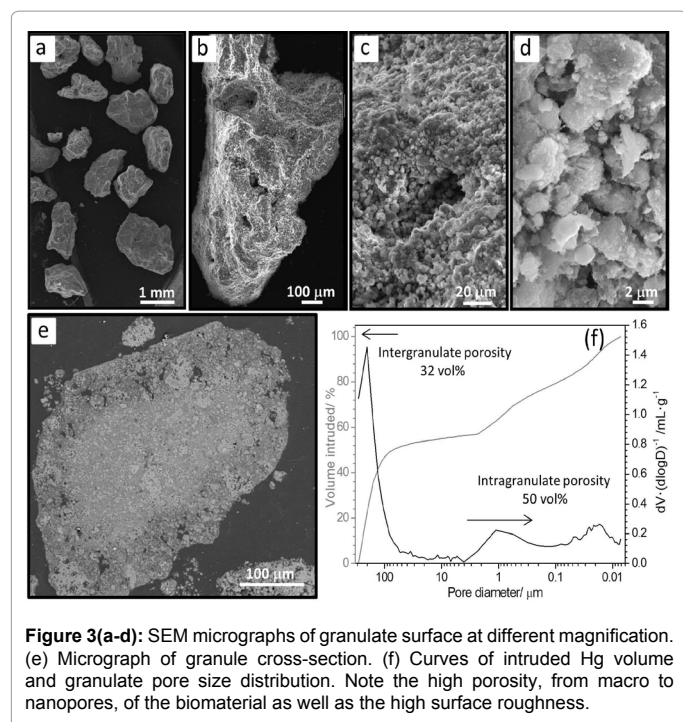 a
b
c
d
1 mm
100 µm
20 µm
2 µm
e
100 µm
(f)
Intergranulate porosity
32 vol%
Intragranulate porosity
50 vol%
Volume intruded/ %
100
80
60
40
20
0
1.6
1.4
1.2
1.0
0.8
0.6
0.4
0.2
0.0
dV·(dlogD)⁻¹ /mL·g⁻¹
100
10
1
0.1
0.01
Pore diameter/ µm
Figure 3(a-d): SEM micrographs of granulate surface at different magnification.
(e) Micrograph of granule cross-section. (f) Curves of intruded Hg volume
and granulate pore size distribution. Note the high porosity, from macro to
nanopores, of the biomaterial as well as the high surface roughness.